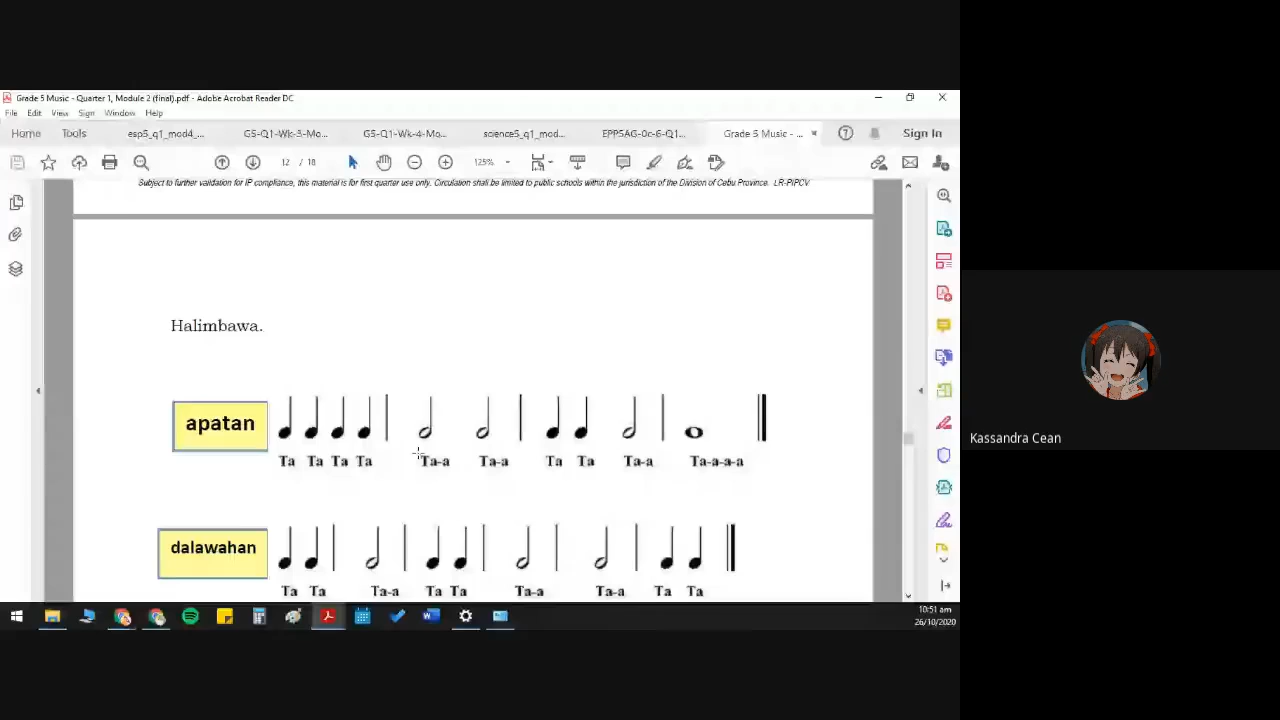 Grade 5 Music - Quarter 1, Module 2 (final).pdf - Adobe Acrobat Reader DC
File Edit View Sign Window Help
Home Tools esp5_q1_mod4_... G5-Q1-Wk-3-Mo... G5-Q1-Wk-4-Mo... science5_q1_mod... EPP5AG-0c-6-Q1... Grade 5 Music - ... Sign In
12 / 18 125%
Subject to further validation for IP compliance, this material is for first quarter use only. Circulation shall be limited to public schools within the jurisdiction of the Division of Cebu Province. LR-PIPCV
Halimbawa.
apatan
Ta Ta Ta Ta Ta-a Ta-a Ta Ta Ta-a Ta-a-a-a
Kassandra Cean
dalawahan
Ta Ta Ta-a Ta Ta Ta-a Ta-a Ta Ta
10:51 am
26/10/2020